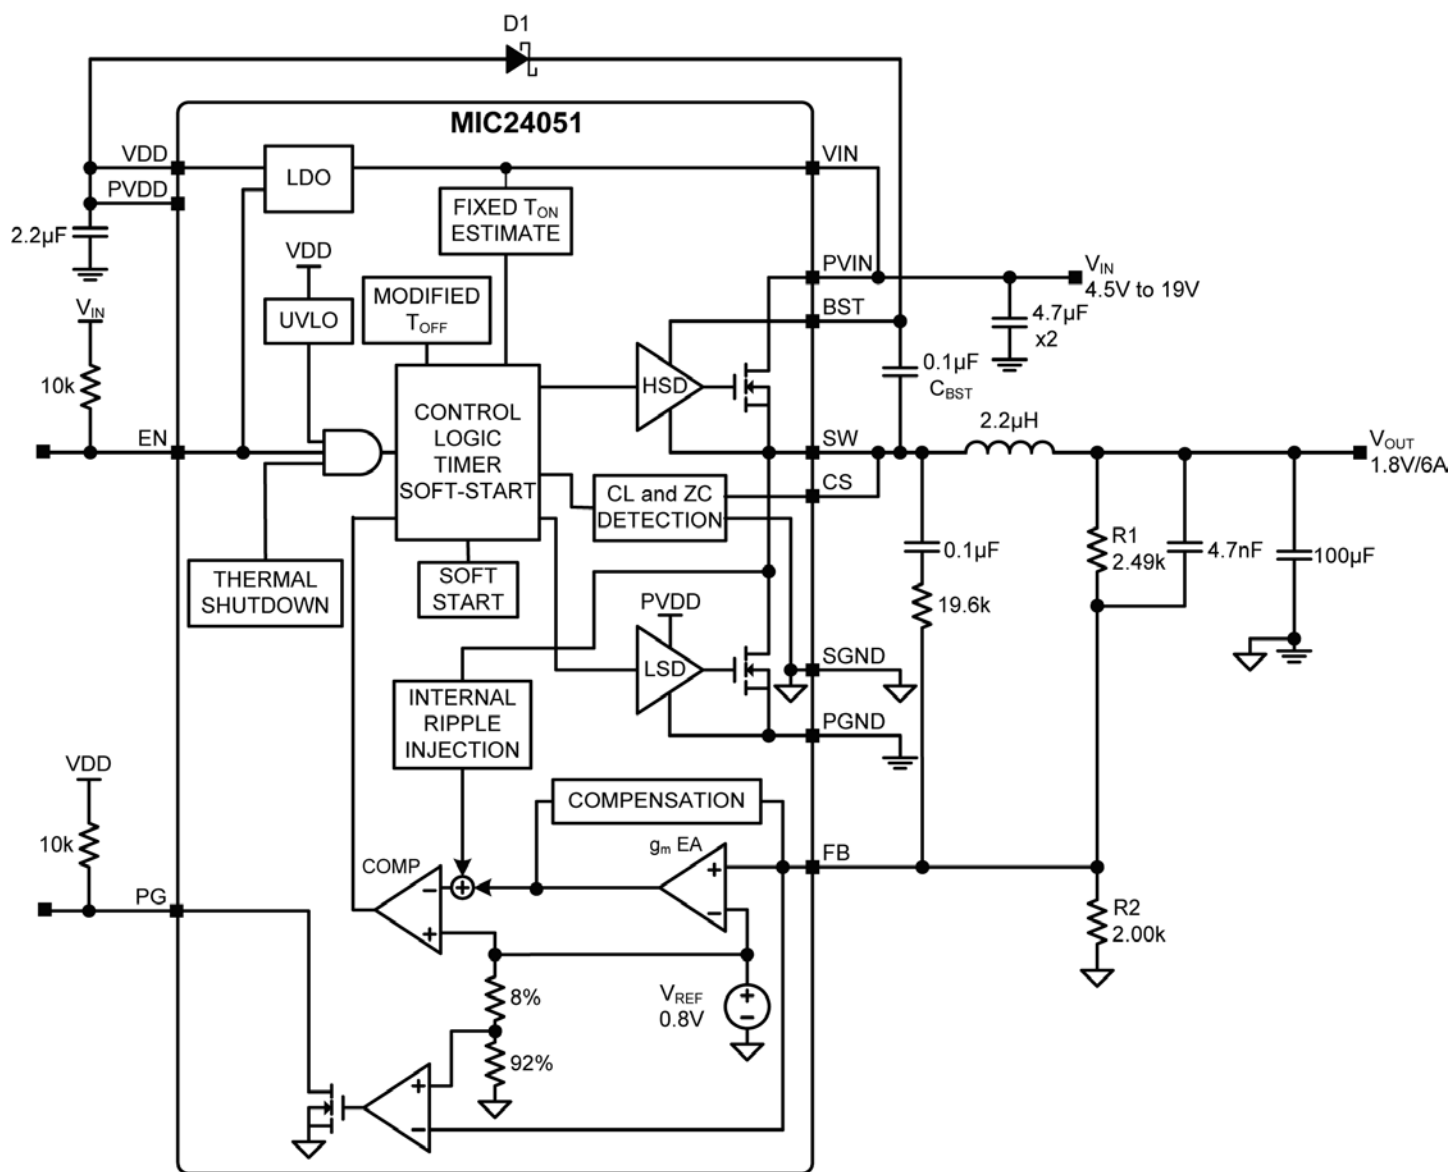 D1
MIC24051
VDD
LDO
VIN
PVDD
FIXED TON
ESTIMATE
2.2µF
VDD
PVIN
VIN
4.5V to 19V
MODIFIED
TOFF
BST
VIN
UVLO
4.7µF
x2
10k
HSD
0.1µF
CBST
CONTROL
LOGIC
TIMER
SOFT-START
EN
SW
2.2µH
VOUT
1.8V/6A
CS
CL and ZC
DETECTION
R1
2.49k
0.1µF
4.7nF
100µF
THERMAL
SHUTDOWN
SOFT
START
PVDD
19.6k
LSD
SGND
INTERNAL
RIPPLE
INJECTION
PGND
VDD
COMPENSATION
10k
gm EA
FB
COMP
+
+
−
PG
−
+
R2
2.00k
8%
VREF
0.8V
+
−
92%
+
−